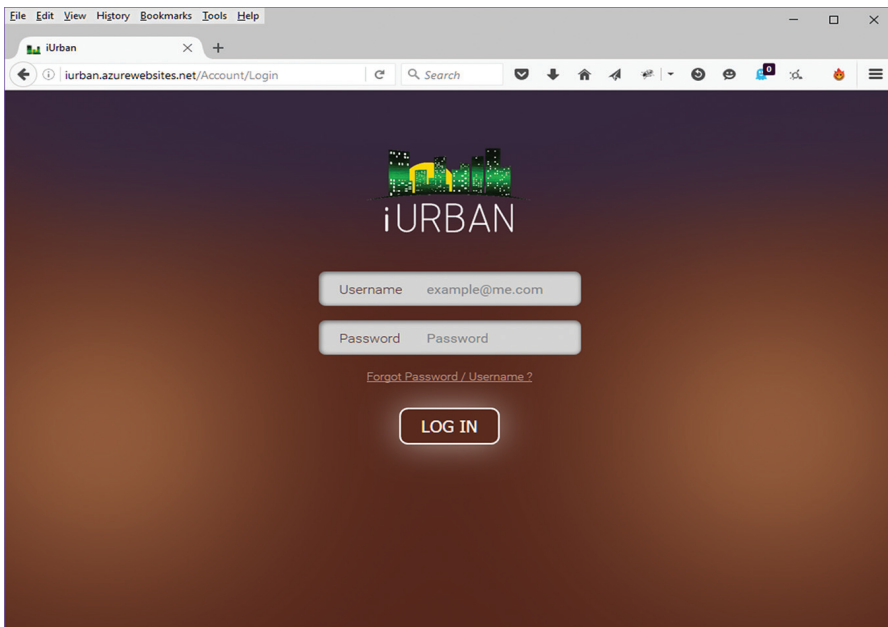 File Edit View History Bookmarks Tools Help
iUrban
iurban.azurewebsites.net/Account/Login
Search
0
iURBAN
Username example@me.com
Password Password
Forgot Password / Username ?
LOG IN